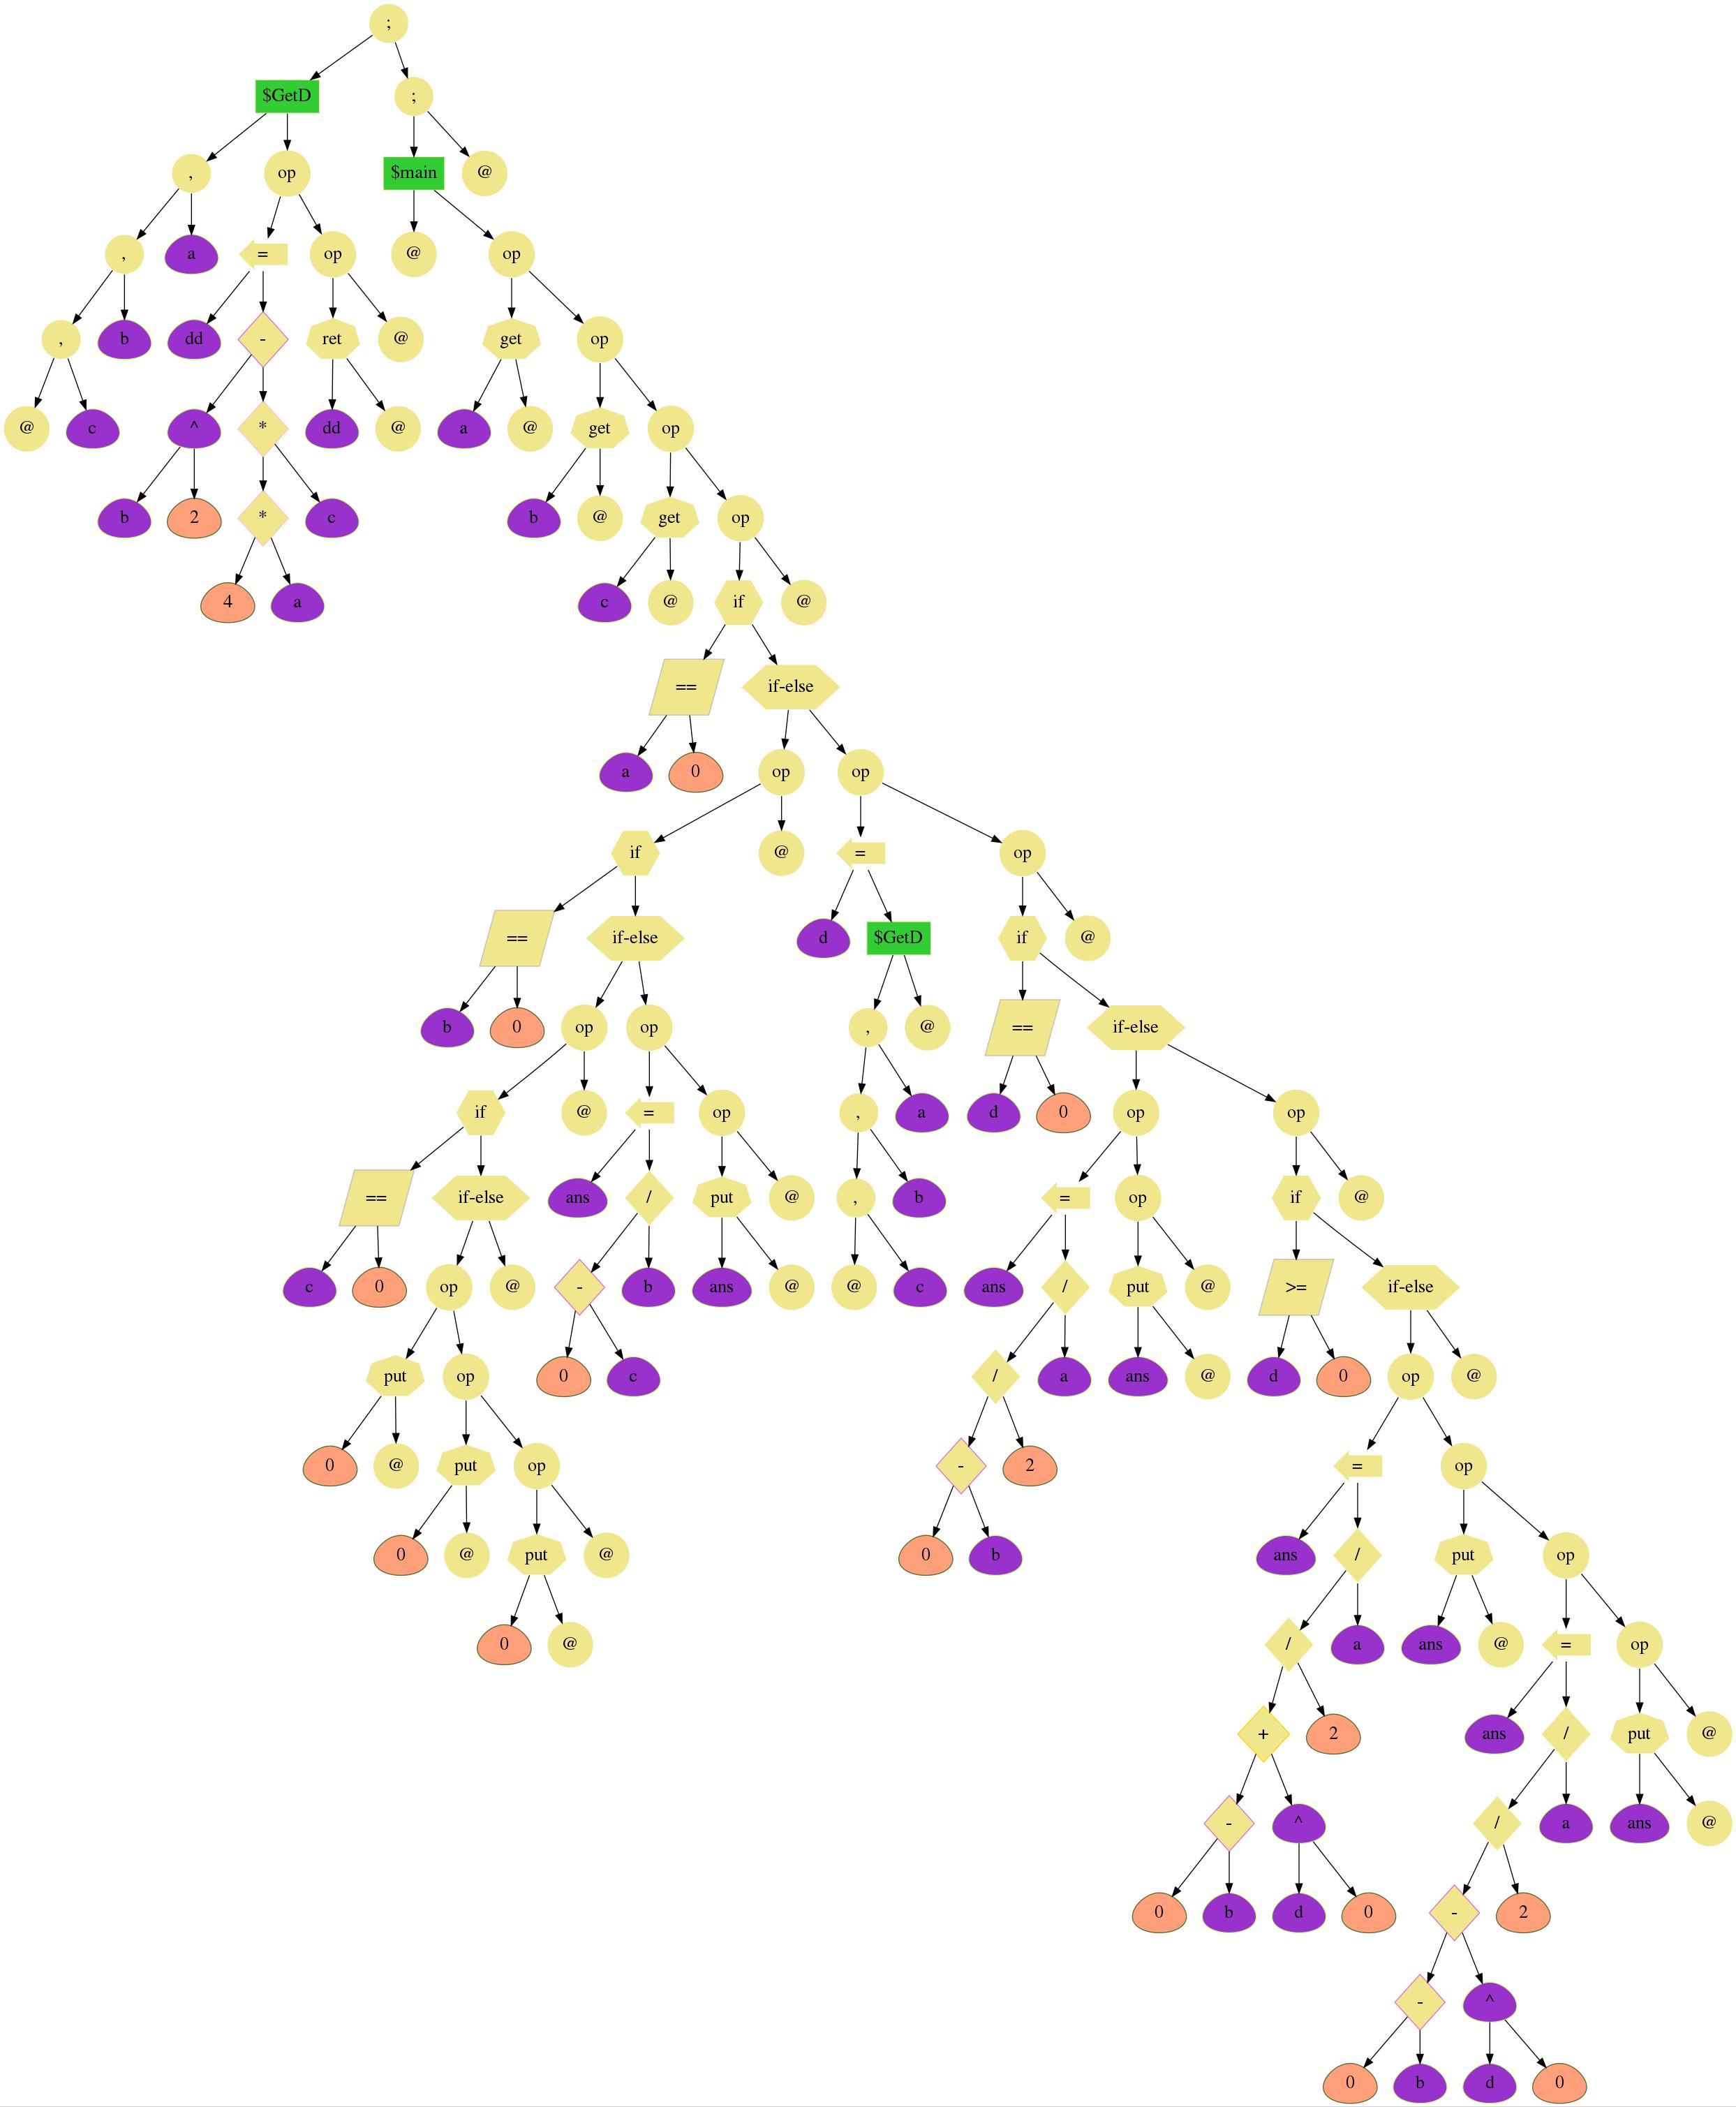 ;
$GetD ;
, op $main @
, a = op @ op
, b dd - ret @ get op
@ c ^ * dd @ a @ get op
b 2 * c b @ get op
4 a c @ if @
== if-else
a 0 op op
if @ = op
== if-else d $GetD if @
b 0 op op , @ == if-else
if @ = op , a d 0 op op
== if-else ans / put @ , b = op if @
c 0 op @ - b ans @ @ c ans / put @ >= if-else
put op 0 c / a ans @ d 0 op @
0 @ put op - 2 = op
0 @ put @ 0 b ans / put op
0 @ / a ans @ = op
+ 2 ans / put @
- ^ / a ans @
0 b d 0 - 2
- ^
0 b d 0